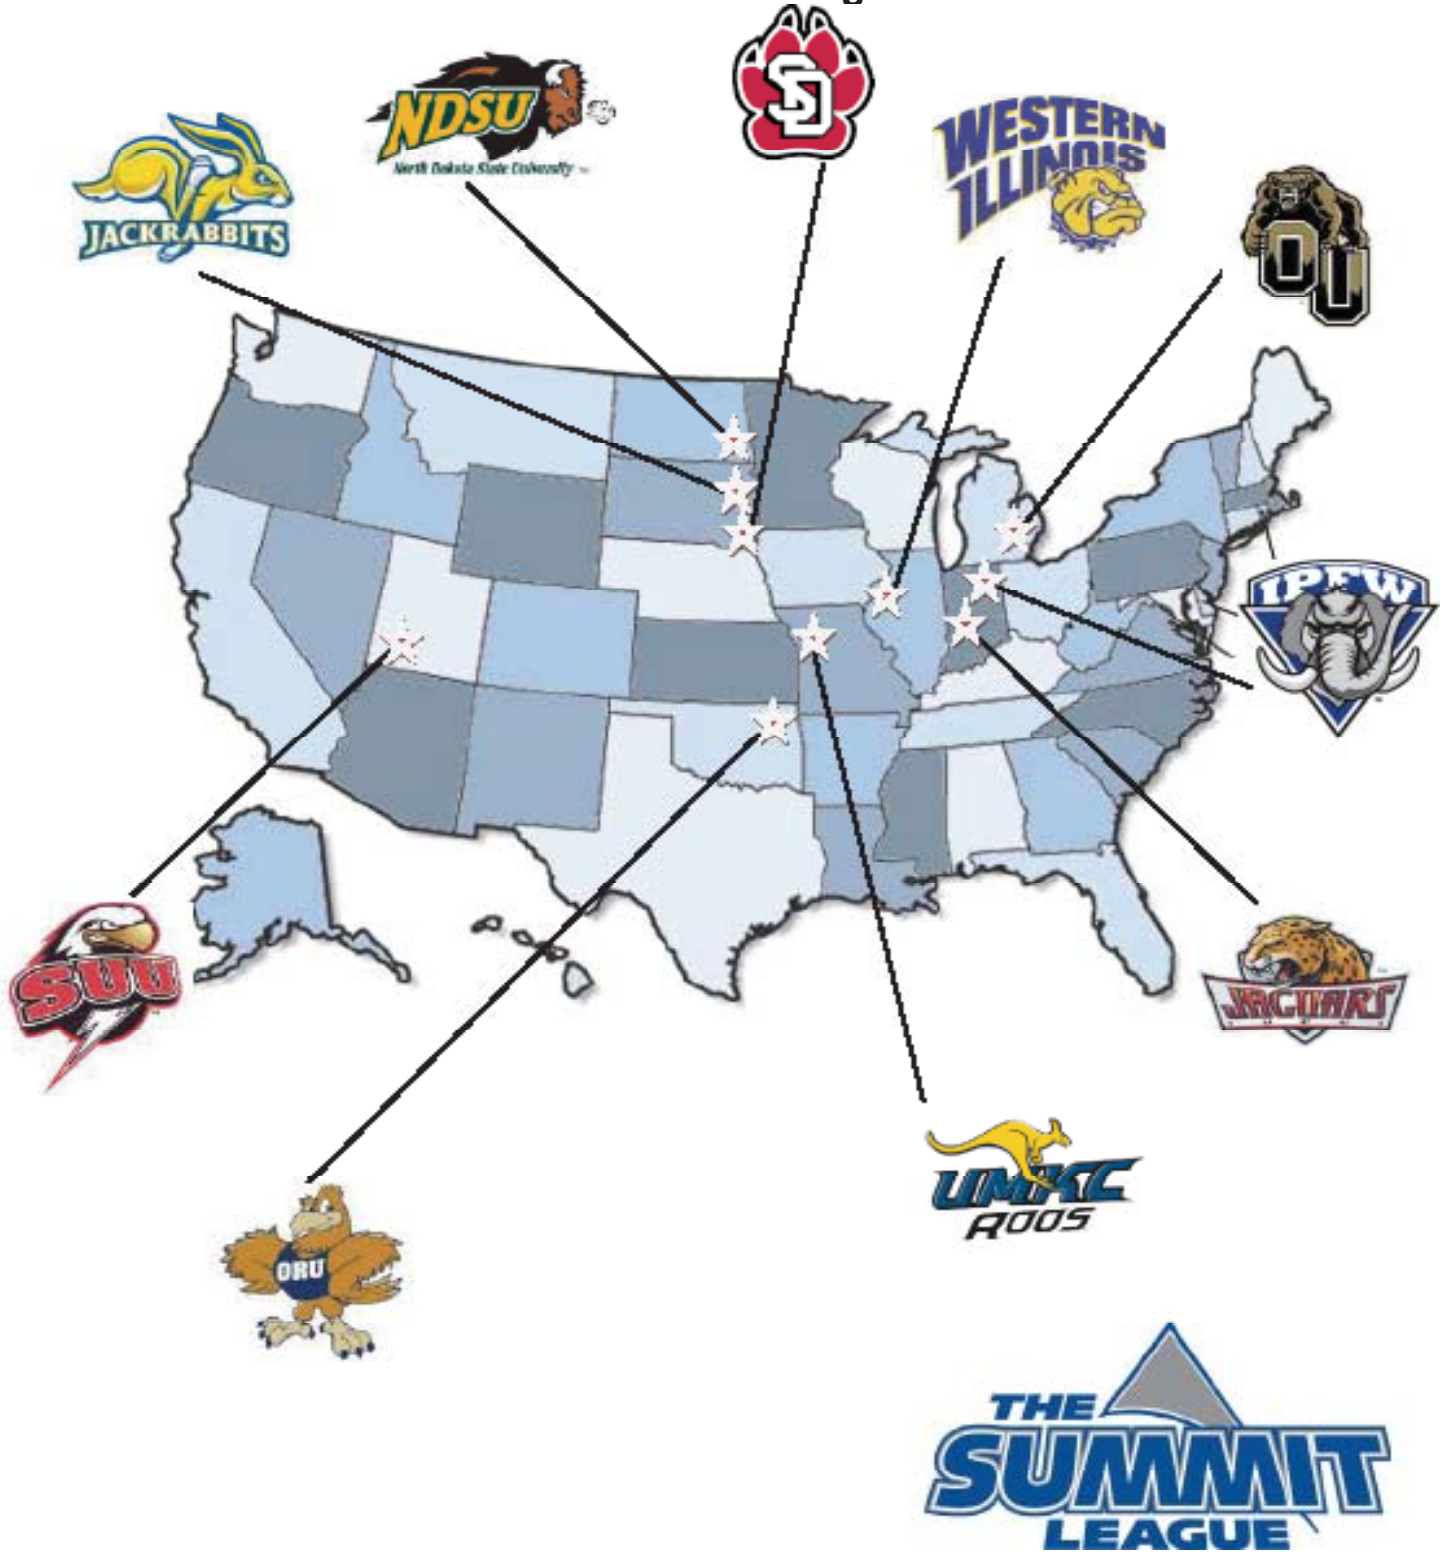 SD
NDSU
North Dakota State University
WESTERN
ILLINOIS
JACKRABBITS
OU
IPFW
SUU
JAGUARS
UMKC
ROOS
ORU
THE
SUMMIT
LEAGUE